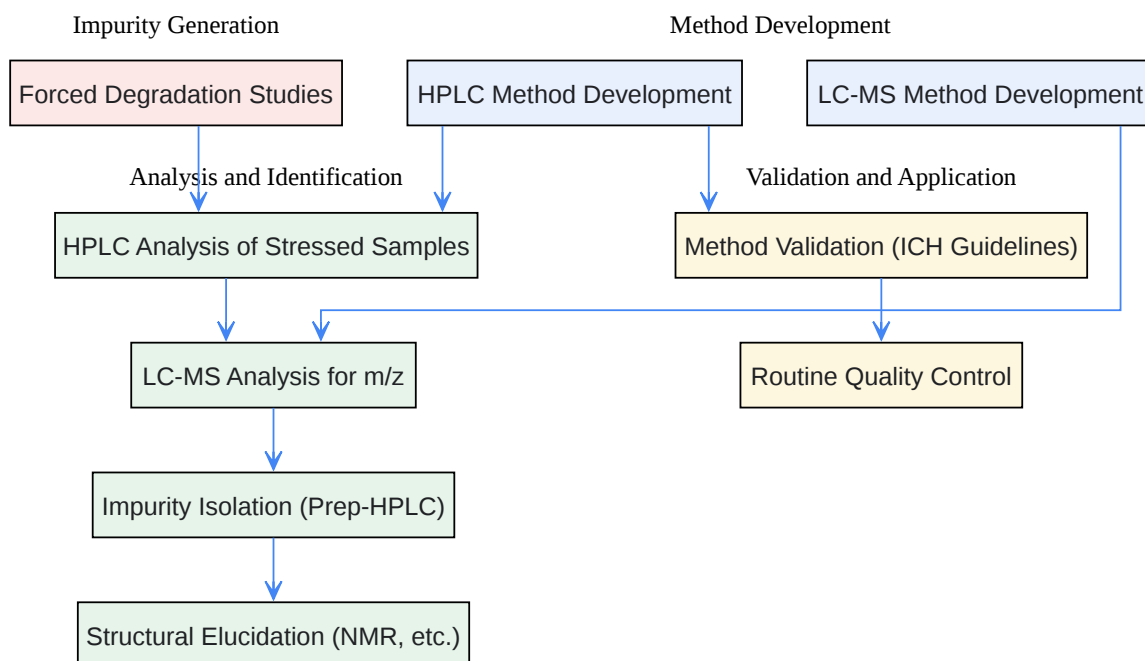 Impurity Generation
Method Development
Forced Degradation Studies
HPLC Method Development
LC-MS Method Development
Analysis and Identification
Validation and Application
HPLC Analysis of Stressed Samples
Method Validation (ICH Guidelines)
LC-MS Analysis for m/z
Routine Quality Control
Impurity Isolation (Prep-HPLC)
Structural Elucidation (NMR, etc.)